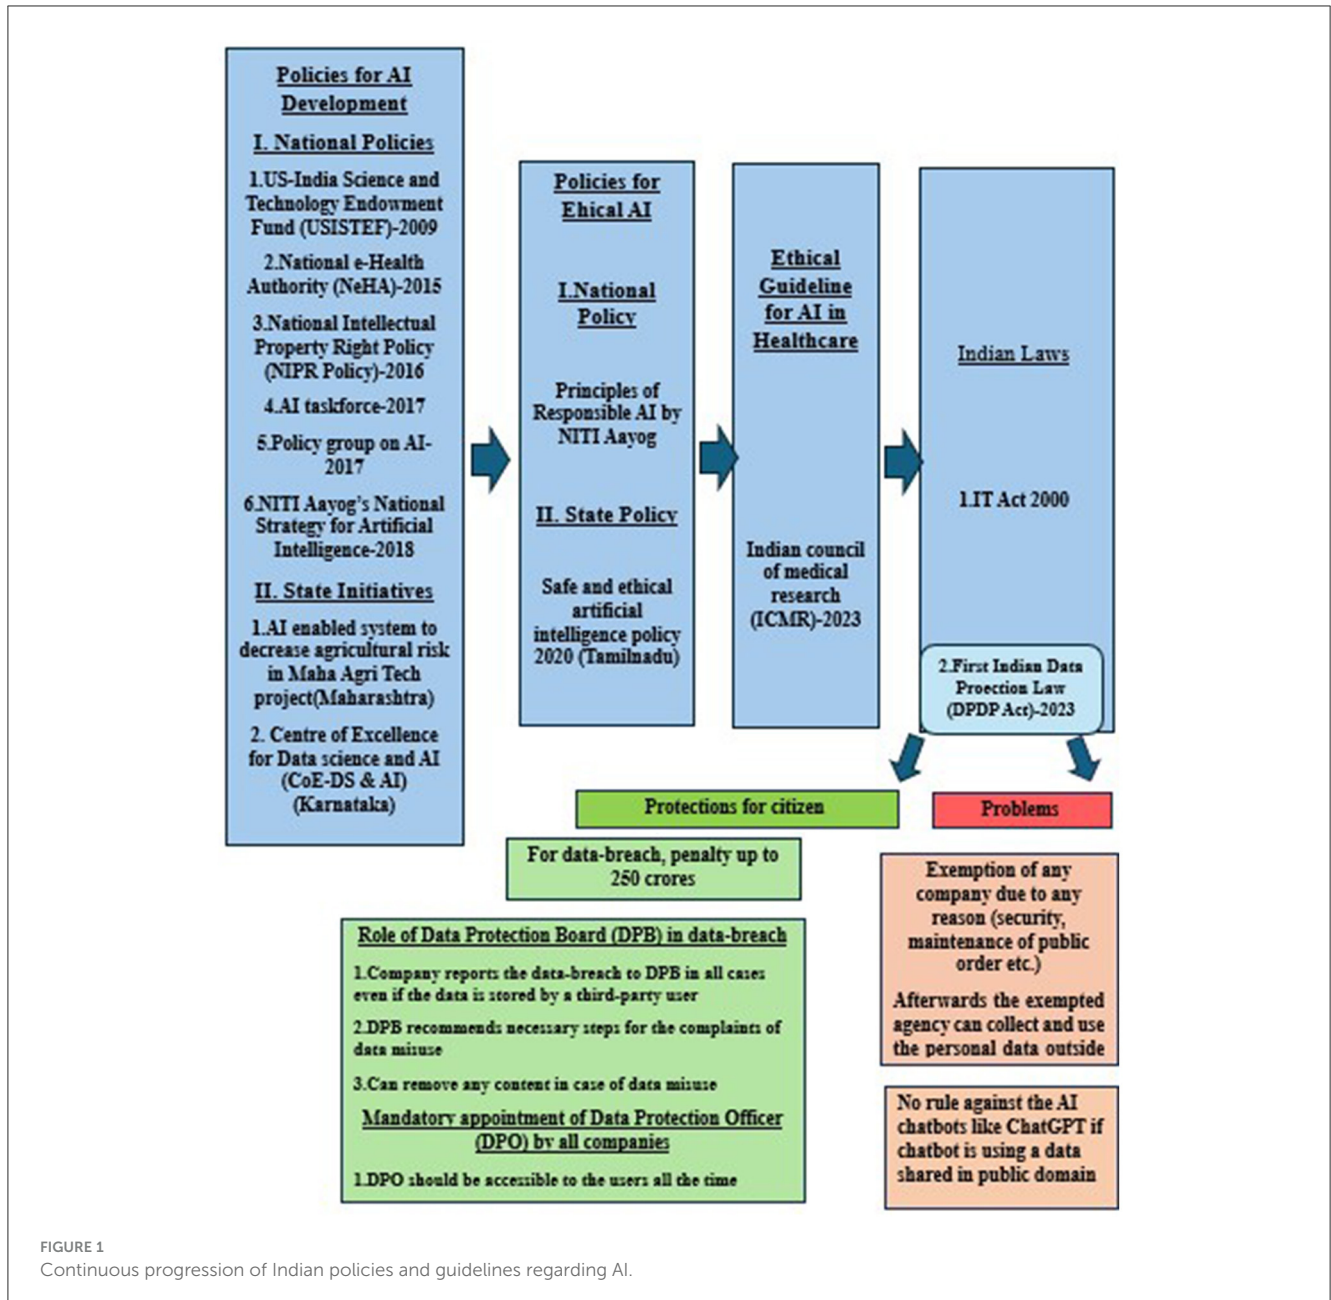 Policies for AI
Development
I. National Policies
1.US-India Science and
Technology Endowment
Fund (USISTEF)-2009
2.National e-Health
Authority (NeHA)-2015
3.National Intellectual
Property Right Policy
(NIPR Policy)-2016
4.AI taskforce-2017
5.Policy group on AI-
2017
6.NITI Aayog's National
Strategy for Artificial
Intelligence-2018
II. State Initiatives
1.AI enabled system to
decrease agricultural risk
in Maha Agri Tech
project(Maharashtra)
2. Centre of Excellence
for Data science and AI
(CoE-DS & AI)
(Karnataka)
Policies for
Ehical AI
I.National
Policy
Principles of
Responsible AI by
NITI Aayog
II. State Policy
Safe and ethical
artificial
intelligence policy
2020 (Tamilnadu)
Ethical
Guideline
for AI in
Healthcare
Indian council
of medical
research
(ICMR)-2023
Indian Laws
1.IT Act 2000
2.First Indian Data
Proection Law
(DPDP Act)-2023
Protections for citizen
For data-breach, penalty up to
250 crores
Role of Data Protection Board (DPB) in data-breach
1.Company reports the data-breach to DPB in all cases
even if the data is stored by a third-party user
2.DPB recommends necessary steps for the complaints of
data misuse
3.Can remove any content in case of data misuse
Mandatory appointment of Data Protection Officer
(DPO) by all companies
1.DPO should be accessible to the users all the time
Problems
Exemption of any
company due to any
reason (security,
maintenance of public
order etc.)
Afterwards the exempted
agency can collect and use
the personal data outside
No rule against the AI
chatbots like ChatGPT if
chatbot is using a data
shared in public domain
FIGURE 1
Continuous progression of Indian policies and guidelines regarding AI.